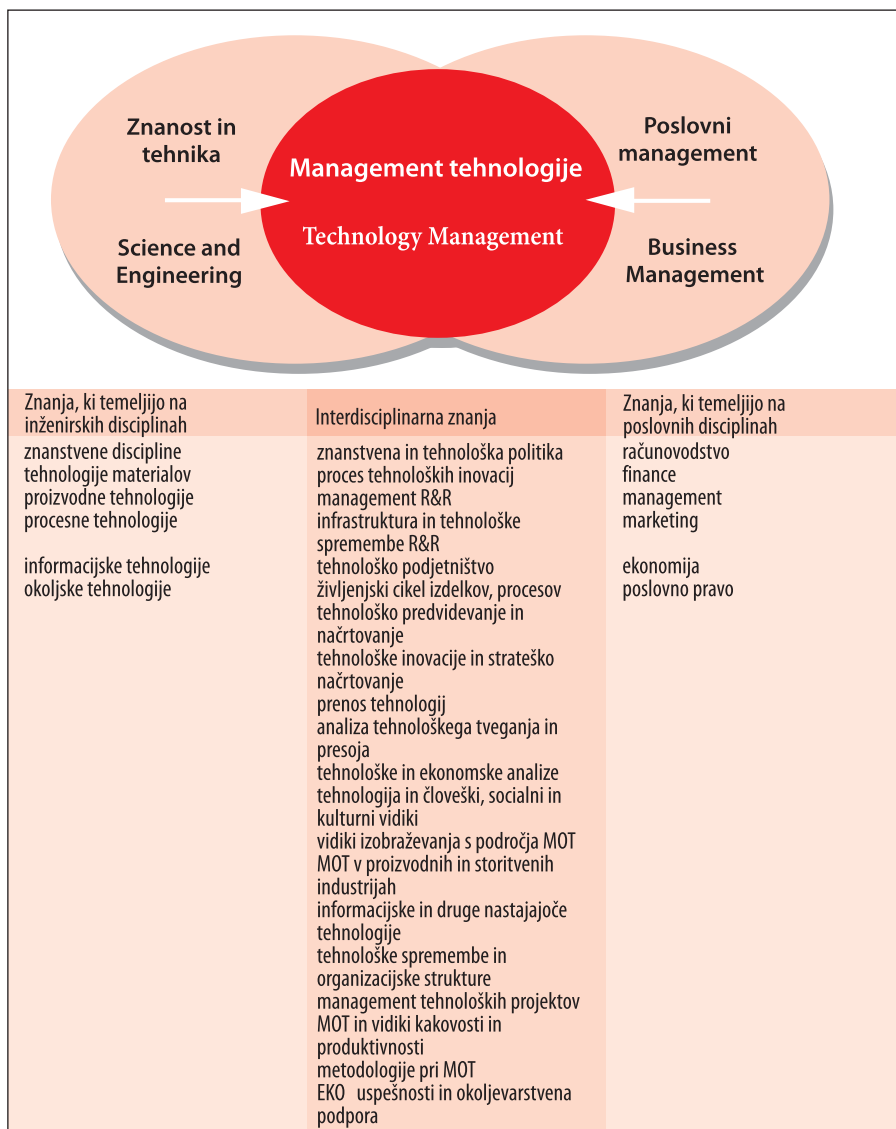 Znanost in
tehnika
Science and
Engineering
Management tehnologije
Technology Management
Poslovni
management
Business
Management
Znanja, ki temeljijo na
inženirskih disciplinah
znanstvene discipline
tehnologije materialov
proizvodne tehnologije
procesne tehnologije
informacijske tehnologije
okoljske tehnologije
Interdisciplinarna znanja
znanstvena in tehnološka politika
proces tehnoloških inovacij
management R&R
infrastruktura in tehnološke
spremembe R&R
tehnološko podjetništvo
življenjski cikel izdelkov, procesov
tehnološko predvidevanje in
načrtovanje
tehnološke inovacije in strateško
načrtovanje
prenos tehnologij
analiza tehnološkega tveganja in
presoja
tehnološke in ekonomske analize
tehnologija in človeški, socialni in
kulturni vidiki
vidiki izobraževanja s področja MOT
MOT v proizvodnih in storitvenih
industrijah
informacijske in druge nastajajoče
tehnologije
tehnološke spremembe in
organizacijske strukture
management tehnoloških projektov
MOT in vidiki kakovosti in
produktivnosti
metodologije pri MOT
EKO uspešnosti in okoljevarstvena
podpora
Znanja, ki temeljijo na
poslovnih disciplinah
računovodstvo
finance
management
marketing
ekonomija
poslovno pravo